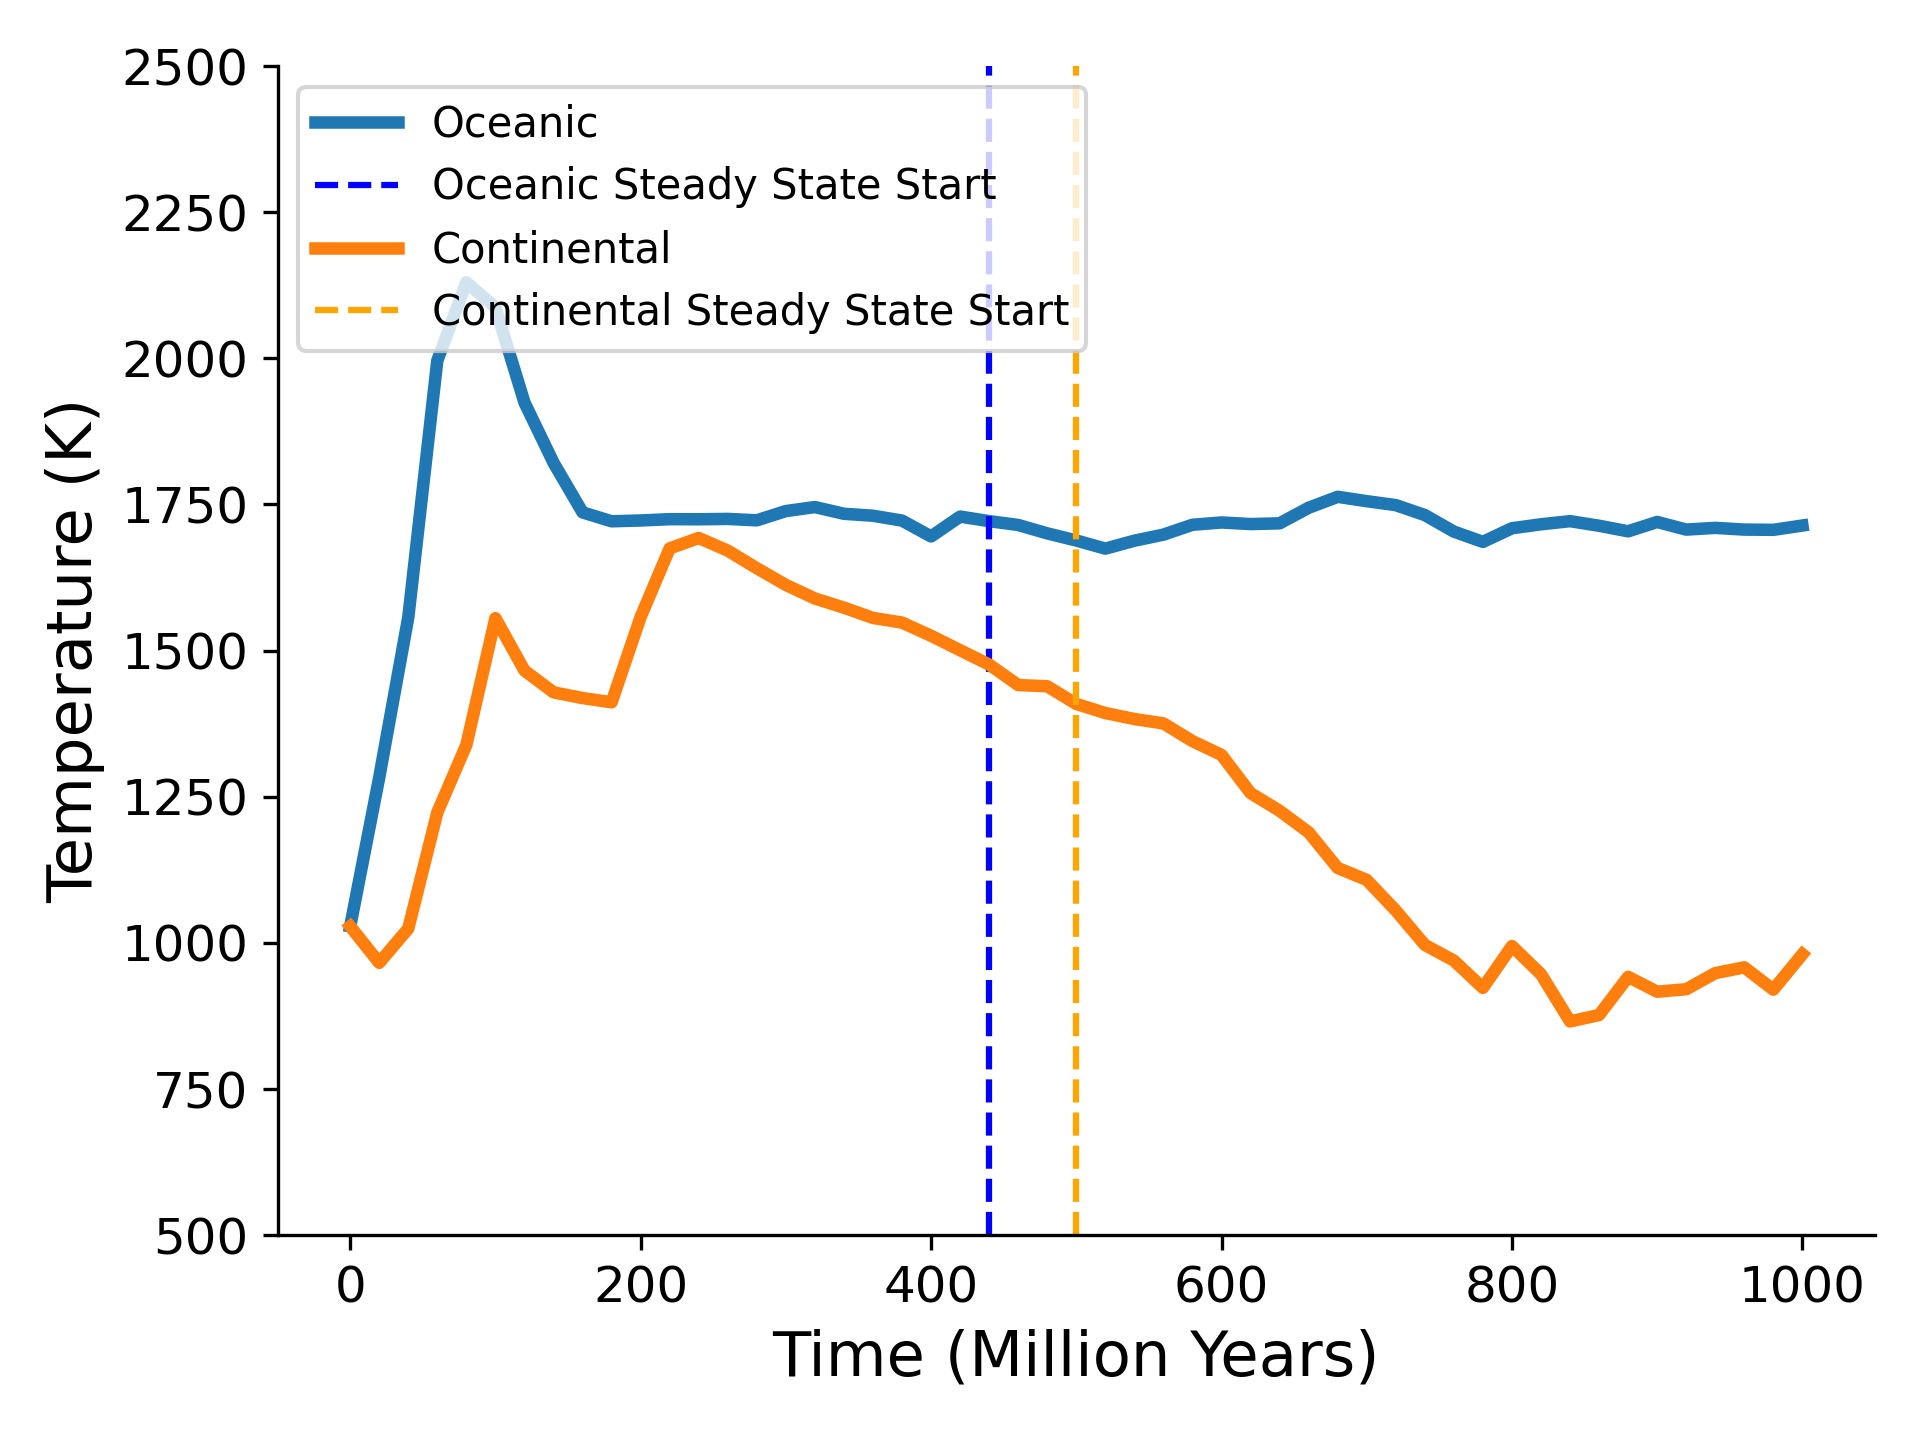 2500
2250
2000
1750
1500
1250
1000
750
500
Temperature (K)
Oceanic
Oceanic Steady State Start
Continental
Continental Steady State Start
0 200 400 600 800 1000
Time (Million Years)